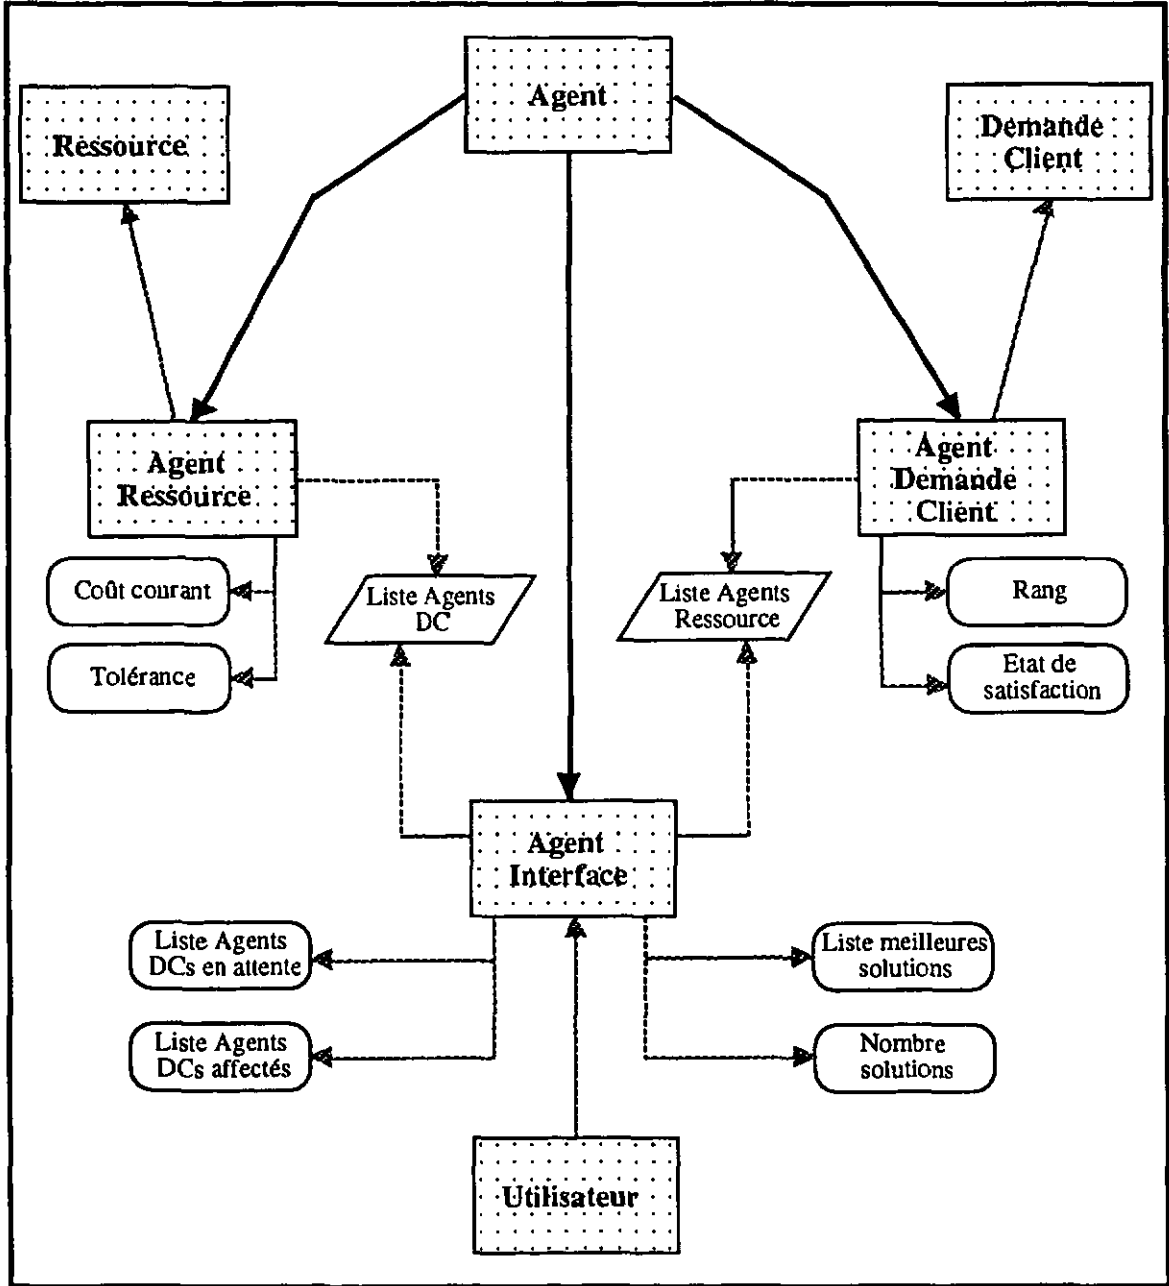 Agent
Ressource
Demande
Client
Agent
Ressource
Agent
Demande
Client
Coût courant
Tolérance
Liste Agents
DC
Liste Agents
Ressource
Rang
Etat de
satisfaction
Agent
Interface
Liste Agents
DCs en attente
Liste Agents
DCs affectés
Liste meilleures
solutions
Nombre
solutions
Utilisateur